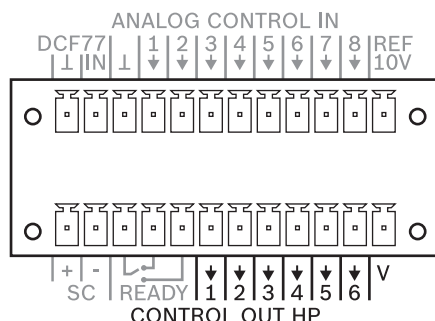 ANALOG CONTROL IN
DCF77 1 2 3 4 5 6 7 8 REF
⊥ IN ⊥ ↓ ↓ ↓ ↓ ↓ ↓ ↓ ↓ 10V
+ - ↓ ↓ ↓ ↓ ↓ ↓ V
SC READY 1 2 3 4 5 6
CONTROL OUT HP